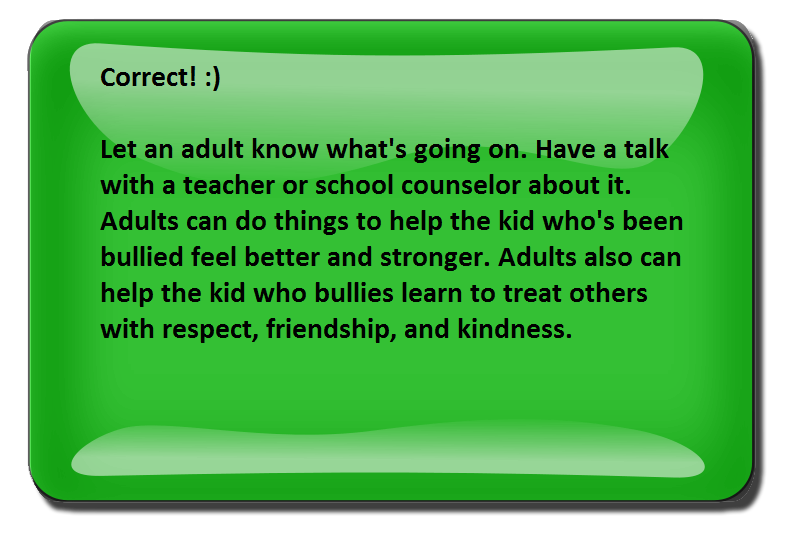 Correct! :)
Let an adult know what's going on. Have a talk
with a teacher or school counselor about it.
Adults can do things to help the kid who's been
bullied feel better and stronger. Adults also can
help the kid who bullies learn to treat others
with respect, friendship, and kindness.